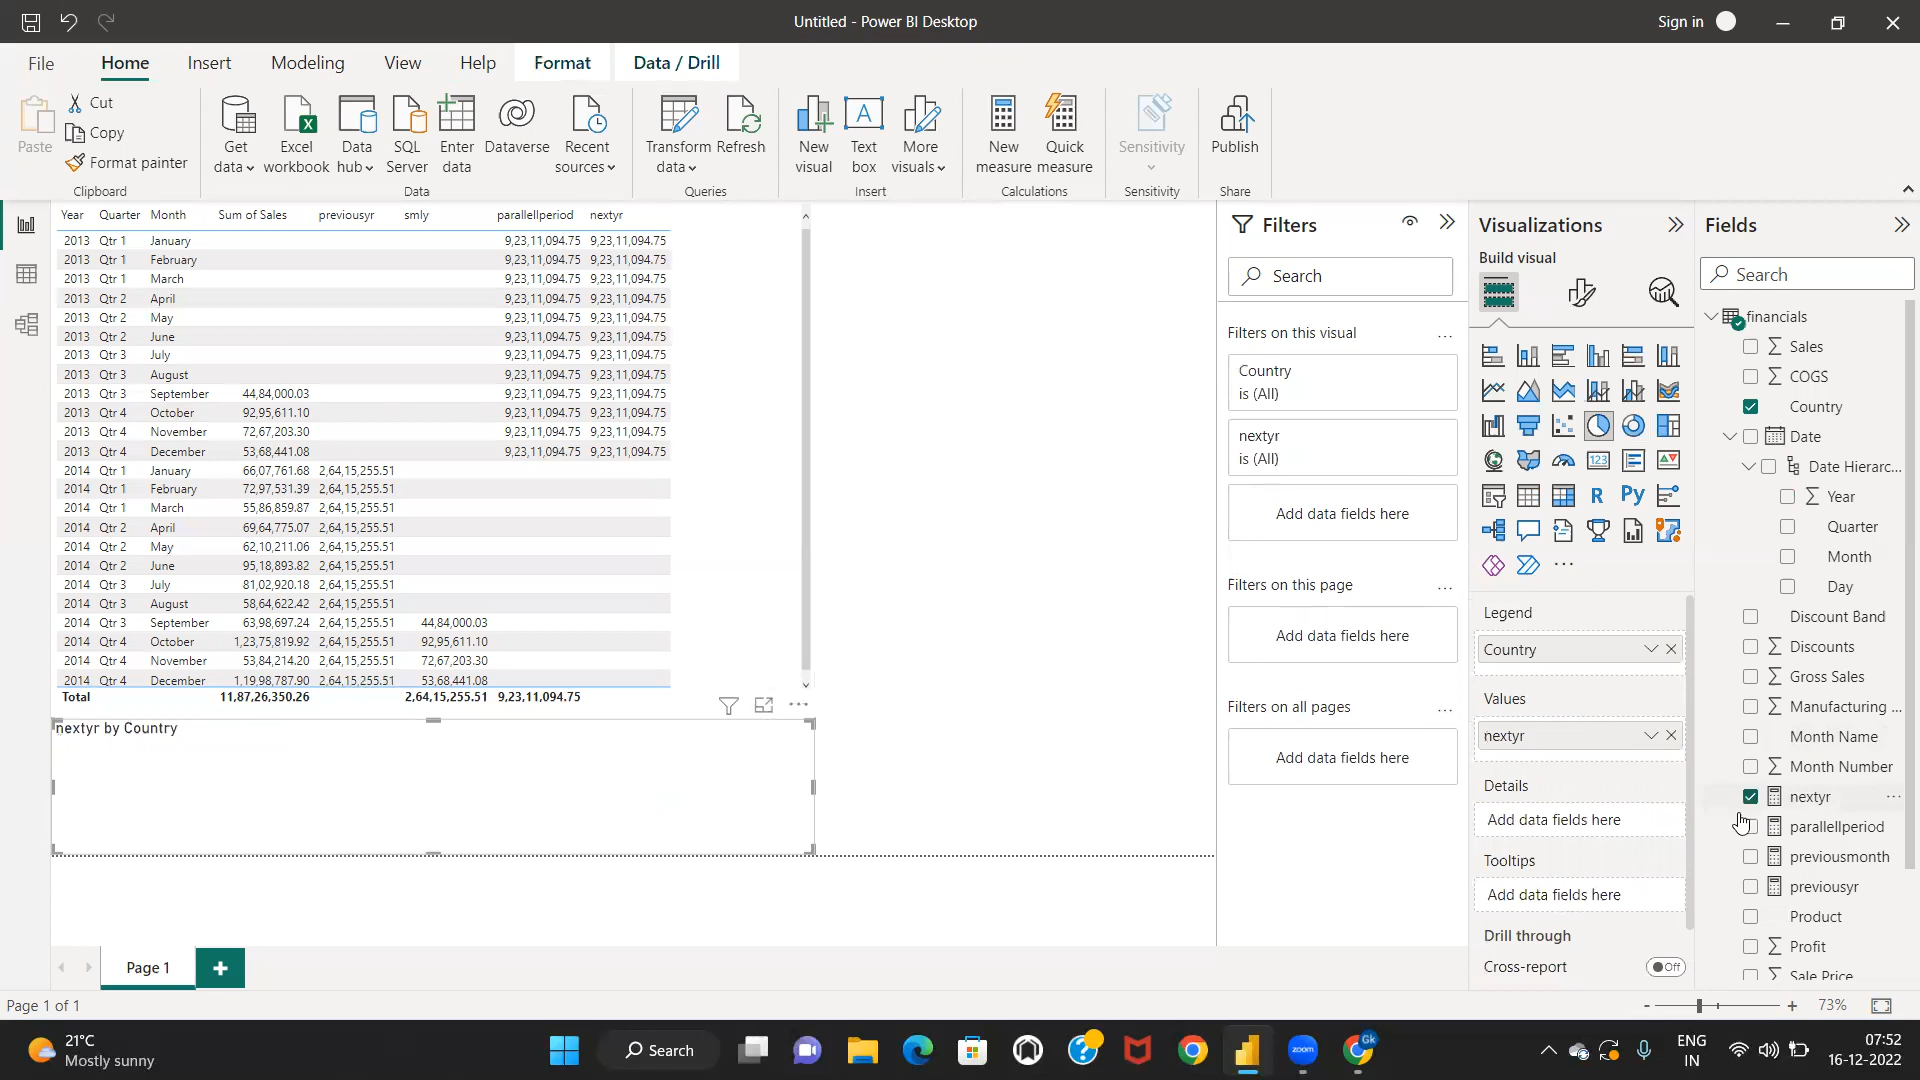 Untitled - Power BI Desktop
Sign in
File Home Insert Modeling View Help Format Data / Drill
Paste
Cut
Copy
Format painter
Clipboard
Get data
Excel workbook
Data hub
SQL Server
Enter data
Dataverse
Recent sources
Data
Transform data
Refresh
Queries
New visual
Text box
More visuals
Insert
New measure
Quick measure
Calculations
Sensitivity
Sensitivity
Publish
Share
Year Quarter Month Sum of Sales previousyr smly parallellperiod nextyr
2013 Qtr 1 January 9,23,11,094.75 9,23,11,094.75
2013 Qtr 1 February 9,23,11,094.75 9,23,11,094.75
2013 Qtr 1 March 9,23,11,094.75 9,23,11,094.75
2013 Qtr 2 April 9,23,11,094.75 9,23,11,094.75
2013 Qtr 2 May 9,23,11,094.75 9,23,11,094.75
2013 Qtr 2 June 9,23,11,094.75 9,23,11,094.75
2013 Qtr 3 July 9,23,11,094.75 9,23,11,094.75
2013 Qtr 3 August 9,23,11,094.75 9,23,11,094.75
2013 Qtr 3 September 44,84,000.03 9,23,11,094.75 9,23,11,094.75
2013 Qtr 4 October 92,95,611.10 9,23,11,094.75 9,23,11,094.75
2013 Qtr 4 November 72,67,203.30 9,23,11,094.75 9,23,11,094.75
2013 Qtr 4 December 53,68,441.08 9,23,11,094.75 9,23,11,094.75
2014 Qtr 1 January 66,07,761.68 2,64,15,255.51
2014 Qtr 1 February 72,97,531.39 2,64,15,255.51
2014 Qtr 1 March 55,86,859.87 2,64,15,255.51
2014 Qtr 2 April 69,64,775.07 2,64,15,255.51
2014 Qtr 2 May 62,10,211.06 2,64,15,255.51
2014 Qtr 2 June 95,18,893.82 2,64,15,255.51
2014 Qtr 3 July 81,02,920.18 2,64,15,255.51
2014 Qtr 3 August 58,64,622.42 2,64,15,255.51
2014 Qtr 3 September 63,98,697.24 2,64,15,255.51 44,84,000.03
2014 Qtr 4 October 1,23,75,819.92 2,64,15,255.51 92,95,611.10
2014 Qtr 4 November 53,84,214.20 2,64,15,255.51 72,67,203.30
2014 Qtr 4 December 1,19,98,787.90 2,64,15,255.51 53,68,441.08
Total 11,87,26,350.26 2,64,15,255.51 9,23,11,094.75
nextyr by Country
Filters
Search
Filters on this visual
Country
is (All)
nextyr
is (All)
Add data fields here
Filters on this page
Add data fields here
Filters on all pages
Add data fields here
Visualizations
Build visual
123
R
Py
Legend
Country
Values
nextyr
Details
Add data fields here
Tooltips
Add data fields here
Drill through
Cross-report
Off
Fields
Search
financials
Sales
COGS
Country
Date
Date Hierarc...
Year
Quarter
Month
Day
Discount Band
Discounts
Gross Sales
Manufacturing ...
Month Name
Month Number
nextyr
parallellperiod
previousmonth
previousyr
Product
Profit
Sale Price
Page 1
Page 1 of 1
73%
21°C
Mostly sunny
Search
zoom
Gk
ENG
IN
07:52
16-12-2022